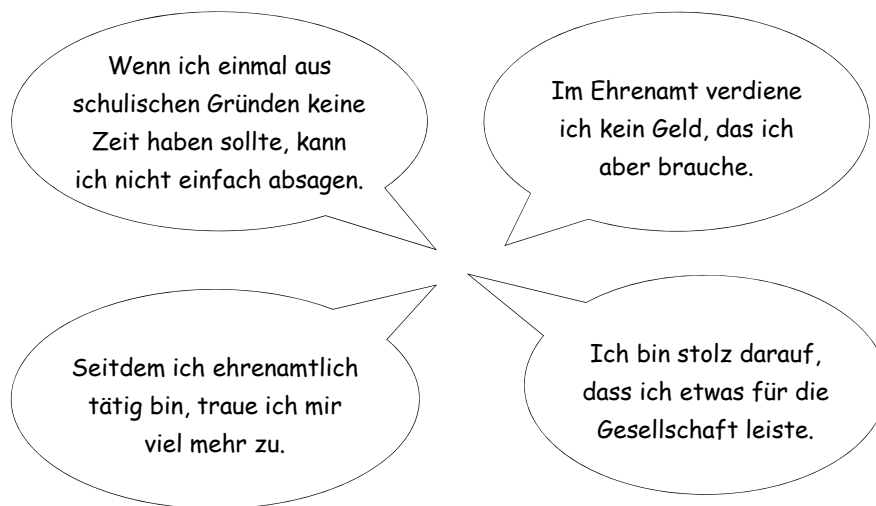 Wenn ich einmal aus
schulischen Gründen keine
Zeit haben sollte, kann
ich nicht einfach absagen.
Im Ehrenamt verdiene
ich kein Geld, das ich
aber brauche.
Seitdem ich ehrenamtlich
tätig bin, traue ich mir
viel mehr zu.
Ich bin stolz darauf,
dass ich etwas für die
Gesellschaft leiste.